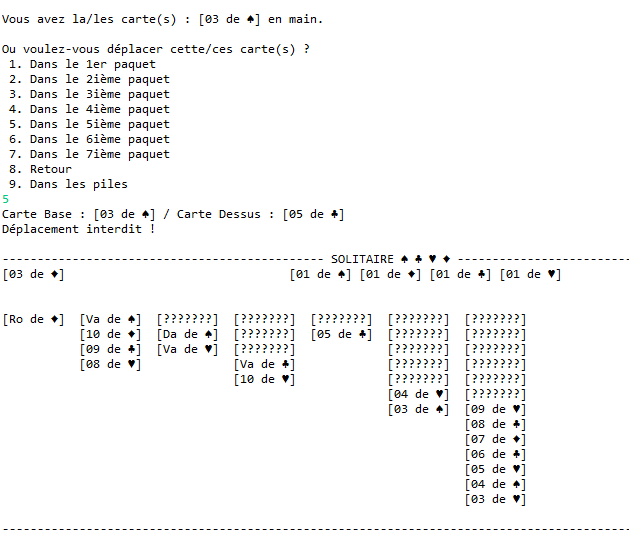 Vous avez la/les carte(s) : [03 de ♠] en main.
Ou voulez-vous déplacer cette/ces carte(s) ?
1. Dans le 1er paquet
2. Dans le 2ième paquet
3. Dans le 3ième paquet
4. Dans le 4ième paquet
5. Dans le 5ième paquet
6. Dans le 6ième paquet
7. Dans le 7ième paquet
8. Retour
9. Dans les piles
5
Carte Base : [03 de ♠] / Carte Dessus : [05 de ♣]
Déplacement interdit !
---------------------------------------------- SOLITAIRE ♠ ♣ ♥ ♦ -------------------------
[03 de ♦] [01 de ♠] [01 de ♦] [01 de ♣] [01 de ♥]
[Ro de ♦] [Va de ♠] [???????] [???????] [???????] [???????] [???????]
[10 de ♦] [Da de ♠] [???????] [05 de ♣] [???????] [???????]
[09 de ♣] [Va de ♥] [???????] [???????] [???????]
[08 de ♥] [Va de ♣] [???????] [???????]
[10 de ♥] [???????] [???????]
[04 de ♥] [???????]
[03 de ♠] [09 de ♥]
[08 de ♣]
[07 de ♦]
[06 de ♣]
[05 de ♥]
[04 de ♠]
[03 de ♥]
------------------------------------------------------------------------------------------